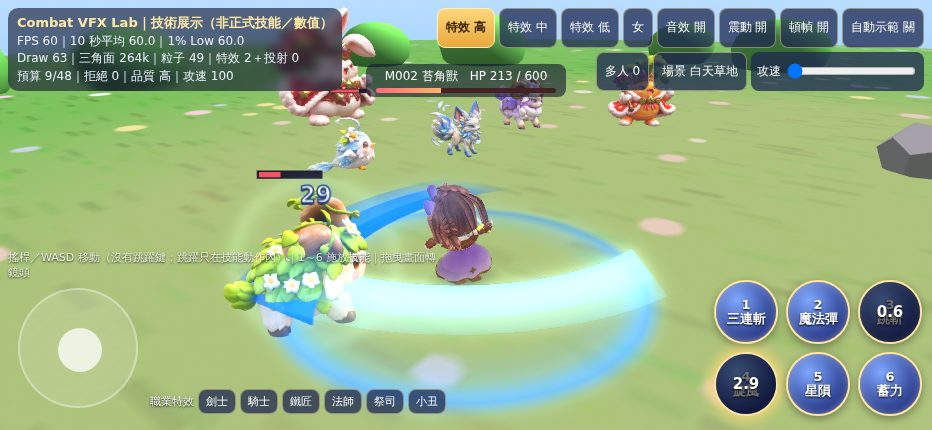 Combat VFX Lab｜技術展示（非正式技能／數值）
FPS 60｜10 秒平均 60.0｜1% Low 60.0
Draw 63｜三角面 264k｜粒子 49｜特效 2＋投射 0
預算 9/48｜拒絕 0｜品質 高｜攻速 100
特效 高
特效 中
特效 低
女
音效 開
震動 開
頓幀 開
自動示範 關
M002 苔角獸 HP 213 / 600
多人 0
場景 白天草地
攻速
29
搖桿／WASD 移動（沒有跳躍鍵；跳躍只在技能動作內）｜1～6 施放技能｜拖曳畫面轉
鏡頭
1
三連斬
2
魔法彈
3
0.6
4
2.9
旋風
5
星隕
6
蓄力
職業特效
劍士
騎士
鐵匠
法師
祭司
小丑